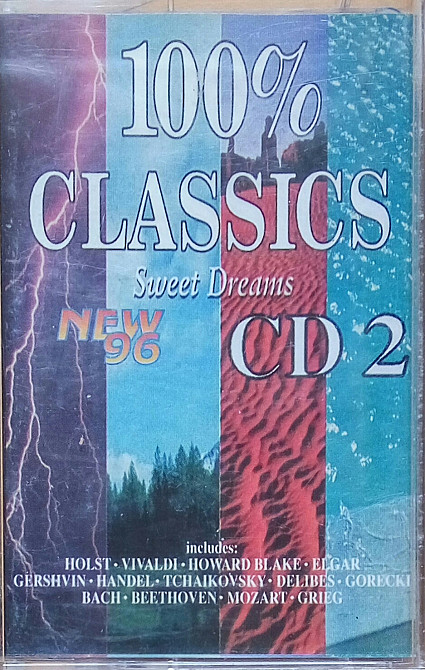 100%
CLASSICS
Sweet Dreams
NEW
96
CD 2
includes:
HOLST • VIVALDI • HOWARD BLAKE • ELGAR
GERSHVIN • HANDEL • TCHAIKOVSKY • DELIBES • GORECKI
BACH • BEETHOVEN • MOZART • GRIEG